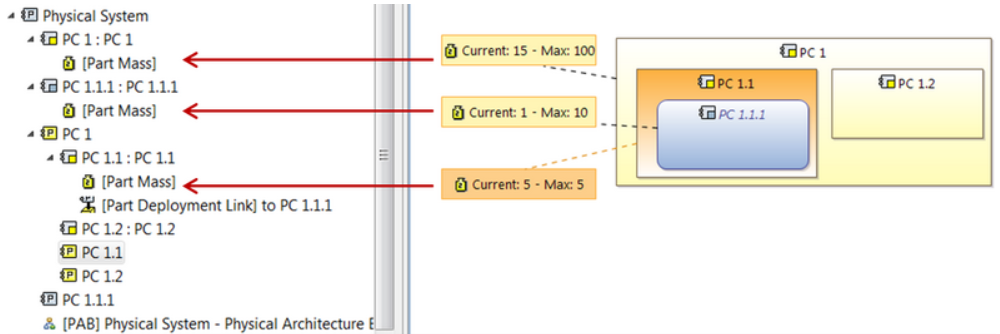 Physical System
PC 1 : PC 1
[Part Mass]
PC 1.1.1 : PC 1.1.1
[Part Mass]
PC 1
PC 1.1 : PC 1.1
[Part Mass]
[Part Deployment Link] to PC 1.1.1
PC 1.2 : PC 1.2
PC 1.1
PC 1.2
PC 1.1.1
[PAB] Physical System - Physical Architecture
Current: 15 - Max: 100
Current: 1 - Max: 10
Current: 5 - Max: 5
PC 1
PC 1.1
PC 1.2
PC 1.1.1